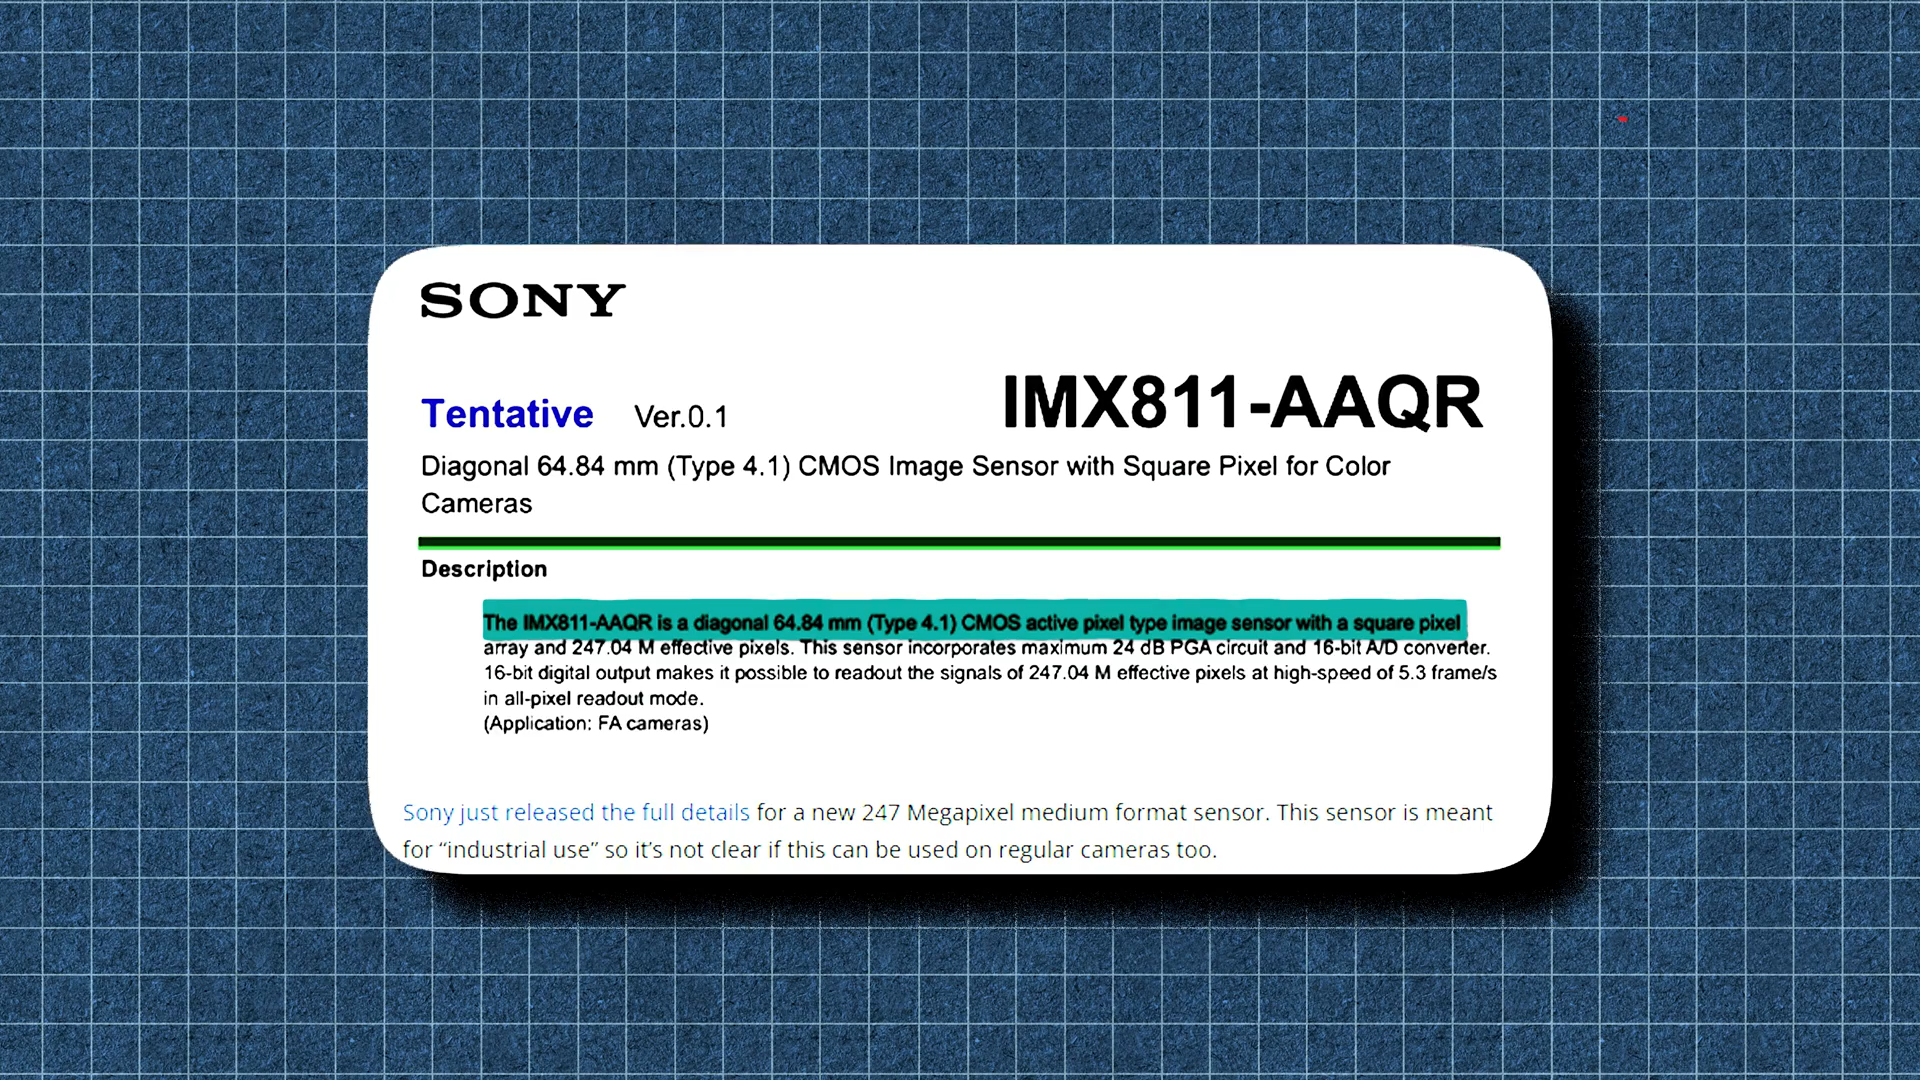 SONY
Tentative Ver.0.1 IMX811-AAQR
Diagonal 64.84 mm (Type 4.1) CMOS Image Sensor with Square Pixel for Color
Cameras
Description
The IMX811-AAQR is a diagonal 64.84 mm (Type 4.1) CMOS active pixel type image sensor with a square pixel
array and 247.04 M effective pixels. This sensor incorporates maximum 24 dB PGA circuit and 16-bit A/D converter.
16-bit digital output makes it possible to readout the signals of 247.04 M effective pixels at high-speed of 5.3 frame/s
in all-pixel readout mode.
(Application: FA cameras)
Sony just released the full details for a new 247 Megapixel medium format sensor. This sensor is meant
for “industrial use” so it’s not clear if this can be used on regular cameras too.